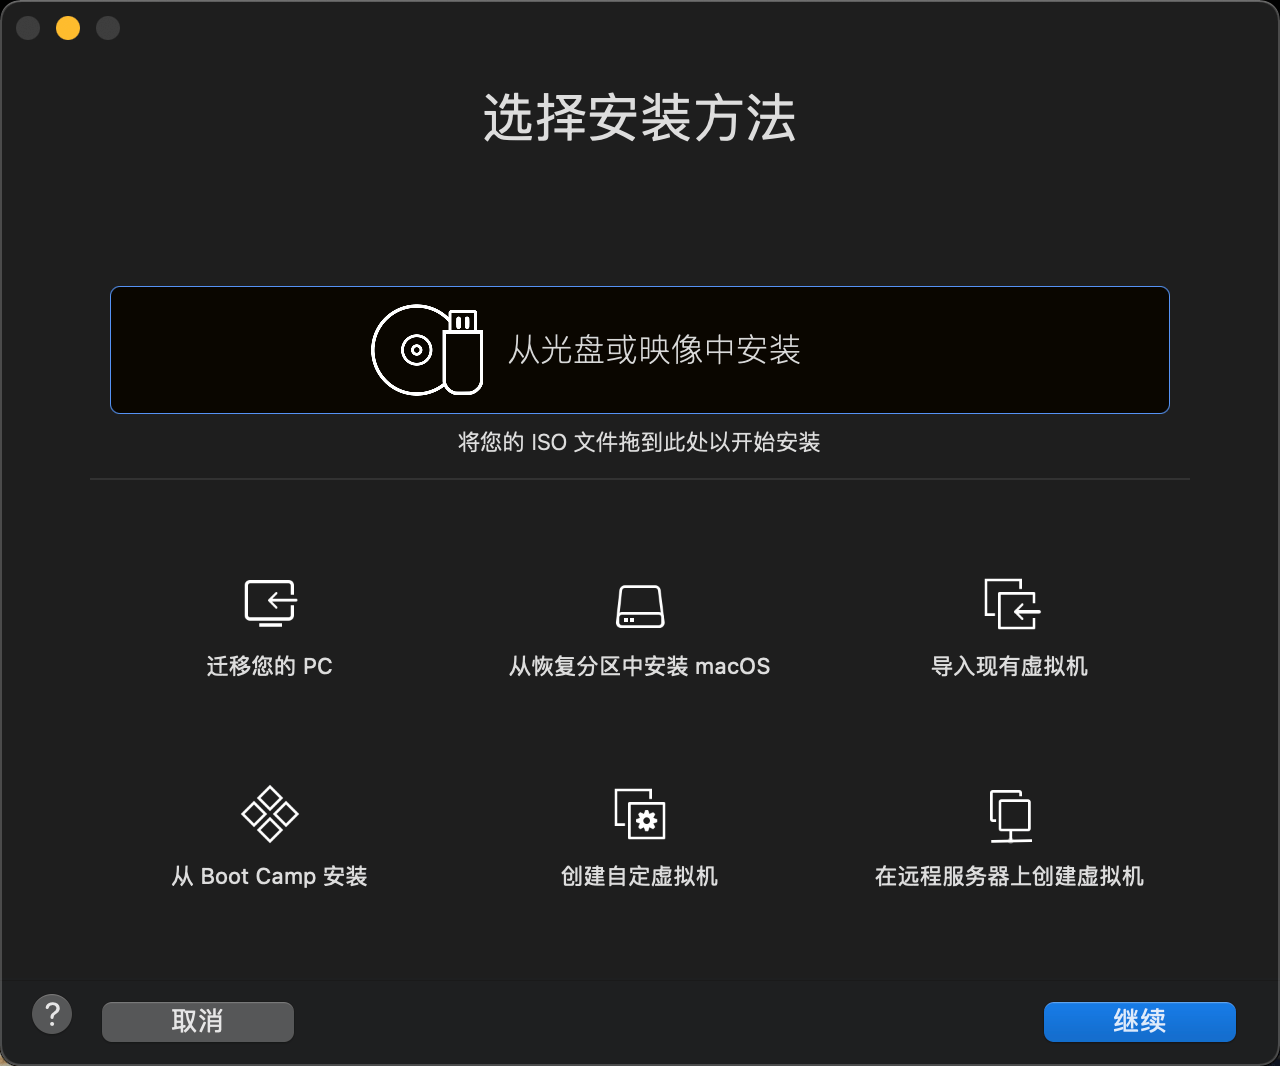 选择安装方法
从光盘或映像中安装
将您的 ISO 文件拖到此处以开始安装
迁移您的 PC
从恢复分区中安装 macOS
导入现有虚拟机
从 Boot Camp 安装
创建自定虚拟机
在远程服务器上创建虚拟机
?
取消
继续